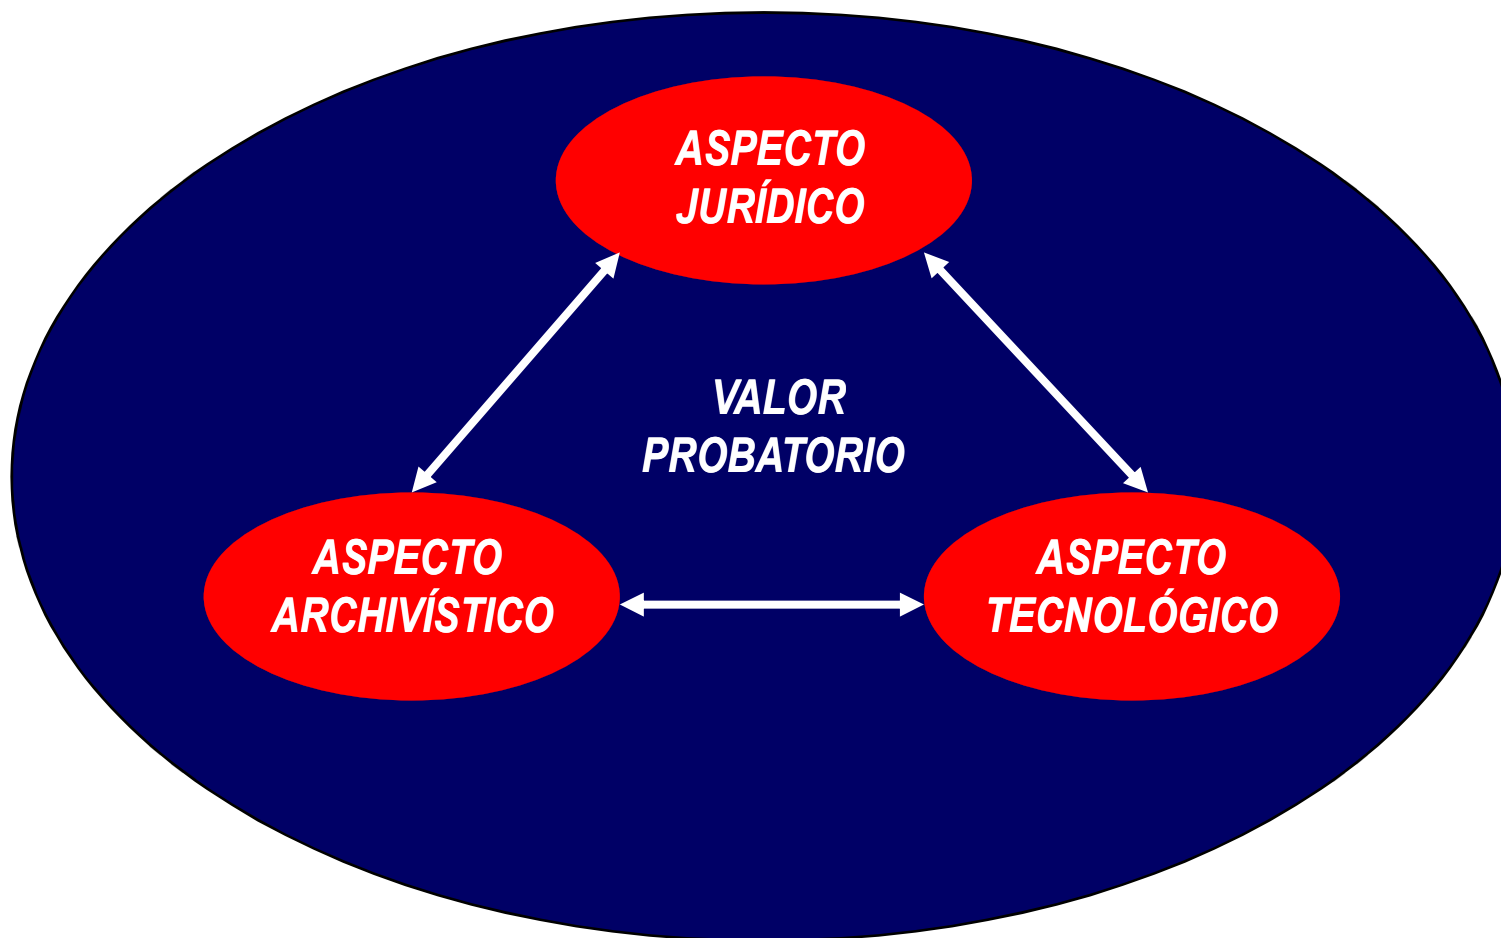 ASPECTO
JURÍDICO
VALOR
PROBATORIO
ASPECTO
ARCHIVÍSTICO
ASPECTO
TECNOLÓGICO